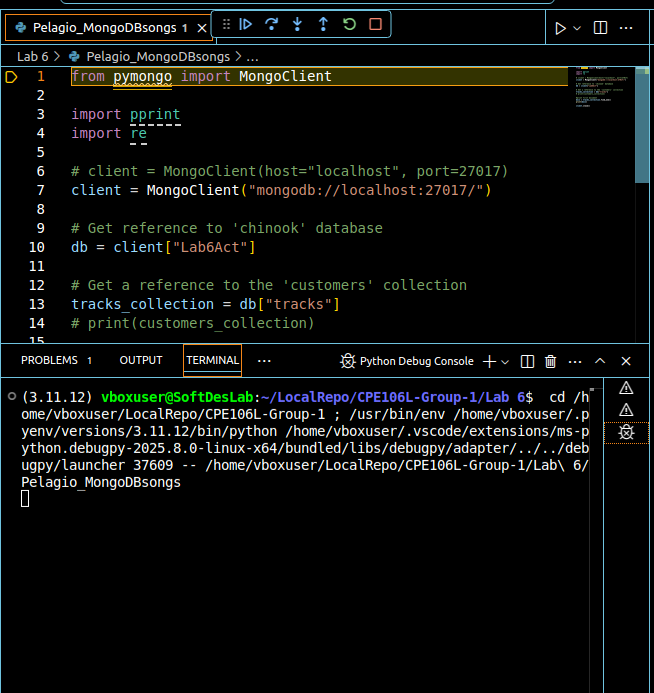 Pelagio_MongoDBsongs 1
Lab 6 > Pelagio_MongoDBsongs > ...
1 from pymongo import MongoClient
2
3 import pprint
4 import re
5
6 # client = MongoClient(host="localhost", port=27017)
7 client = MongoClient("mongodb://localhost:27017/")
8
9 # Get reference to 'chinook' database
10 db = client["Lab6Act"]
11
12 # Get a reference to the 'customers' collection
13 tracks_collection = db["tracks"]
14 # print(customers_collection)
15
PROBLEMS 1 OUTPUT TERMINAL ... Python Debug Console
(3.11.12) vboxuser@SoftDesLab:~/LocalRepo/CPE106L-Group-1/Lab 6$  cd /h
ome/vboxuser/LocalRepo/CPE106L-Group-1 ; /usr/bin/env /home/vboxuser/.p
yenv/versions/3.11.12/bin/python /home/vboxuser/.vscode/extensions/ms-p
ython.debugpy-2025.8.0-linux-x64/bundled/libs/debugpy/adapter/../../deb
ugpy/launcher 37609 -- /home/vboxuser/LocalRepo/CPE106L-Group-1/Lab\ 6/
Pelagio_MongoDBsongs